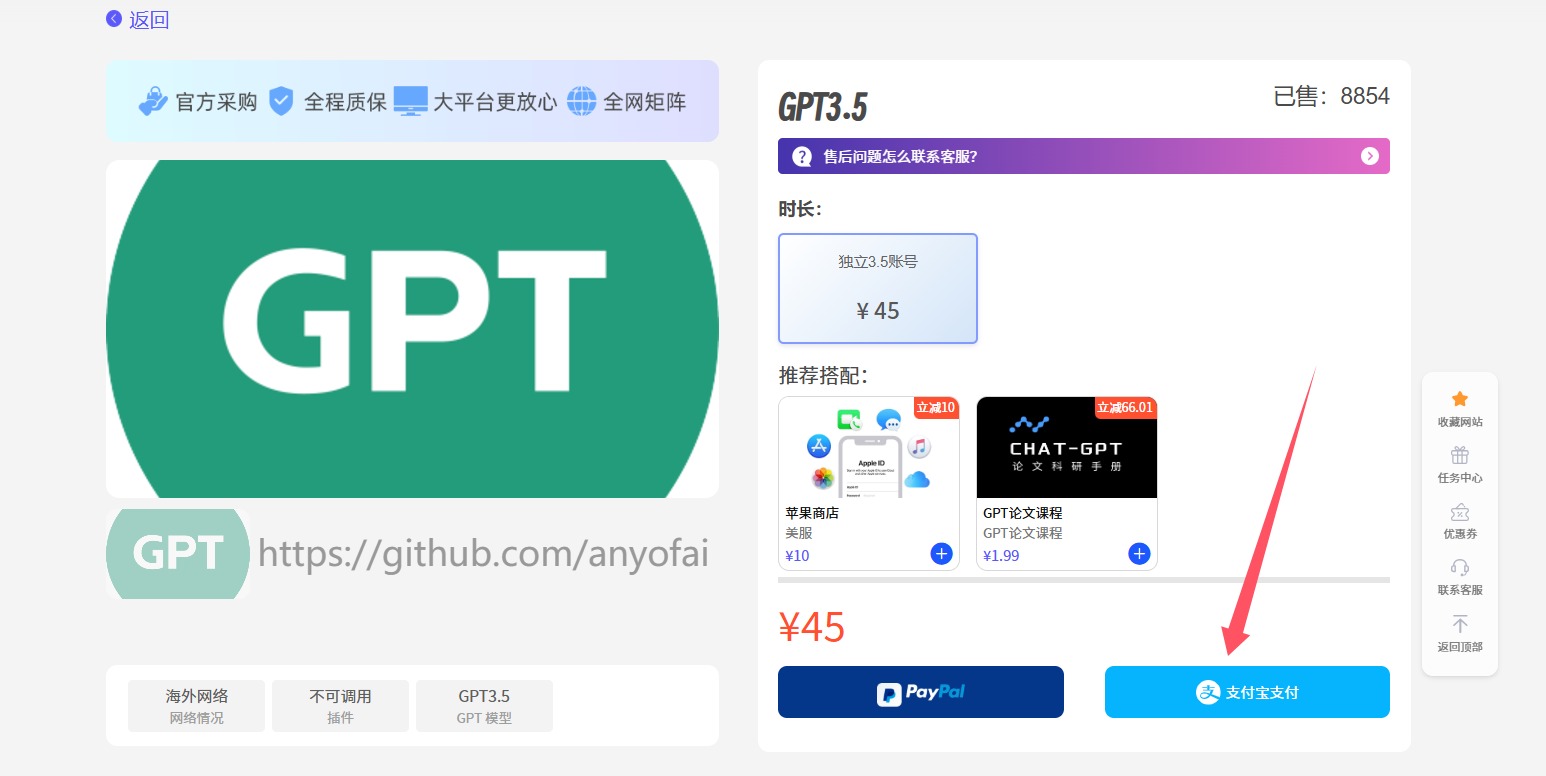 返回
官方采购 全程质保 大平台更放心 全网矩阵
GPT
GPT https://github.com/anyofai
海外网络
网络情况
不可调用
插件
GPT3.5
GPT 模型
GPT3.5
已售：8854
售后问题怎么联系客服？
时长：
独立3.5账号
¥ 45
推荐搭配：
立减10
Apple ID
苹果商店
美服
¥10
立减66.01
CHAT-GPT
论文科研手册
GPT论文课程
GPT论文课程
¥1.99
¥45
PayPal
支付宝支付
收藏网站
任务中心
优惠券
联系客服
返回顶部